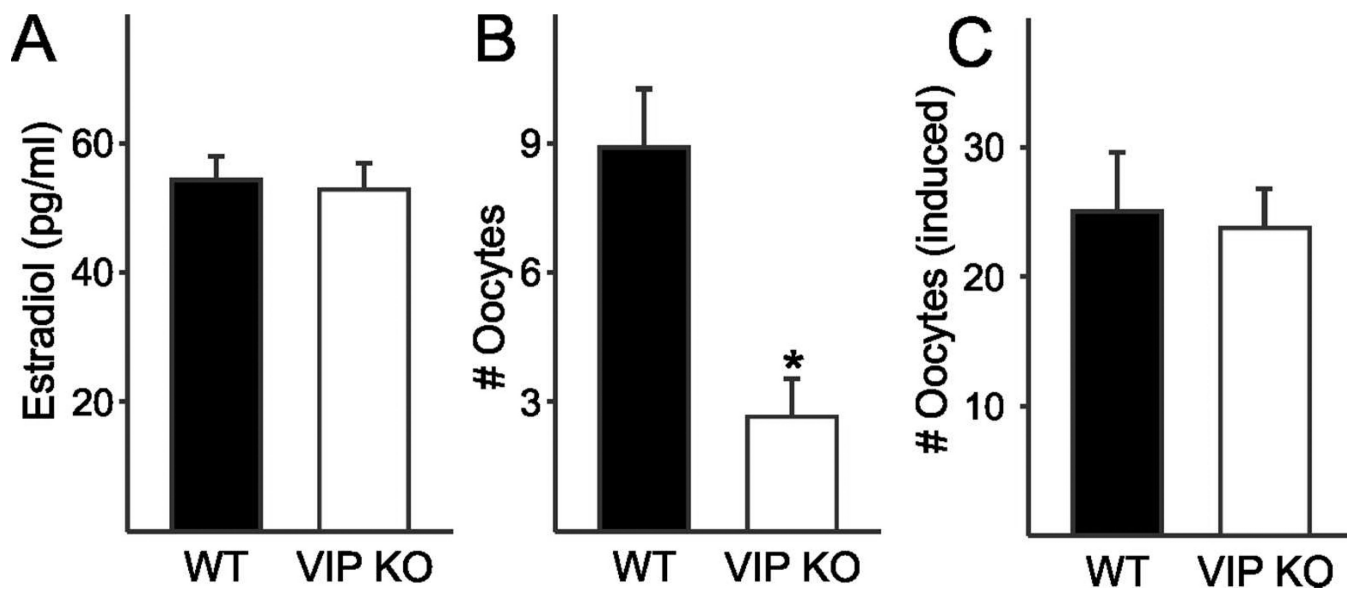 A
Estradiol (pg/ml)
60
40
20
WT VIP KO
B
# Oocytes
9
6
3
*
WT VIP KO
C
# Oocytes (induced)
30
20
10
WT VIP KO